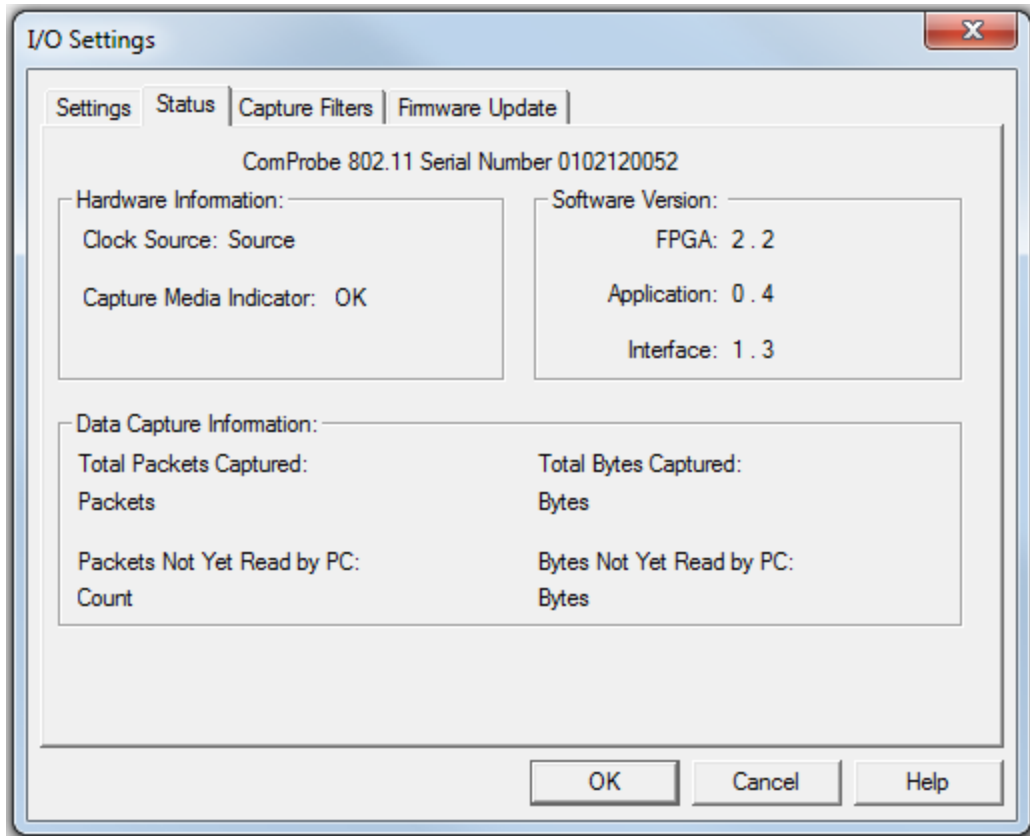 I/O Settings
Settings
Status
Capture Filters
Firmware Update
ComProbe 802.11 Serial Number 0102120052
Hardware Information:
Clock Source: Source
Capture Media Indicator: OK
Software Version:
FPGA: 2 . 2
Application: 0 . 4
Interface: 1 . 3
Data Capture Information:
Total Packets Captured:
Packets
Total Bytes Captured:
Bytes
Packets Not Yet Read by PC:
Count
Bytes Not Yet Read by PC:
Bytes
OK
Cancel
Help